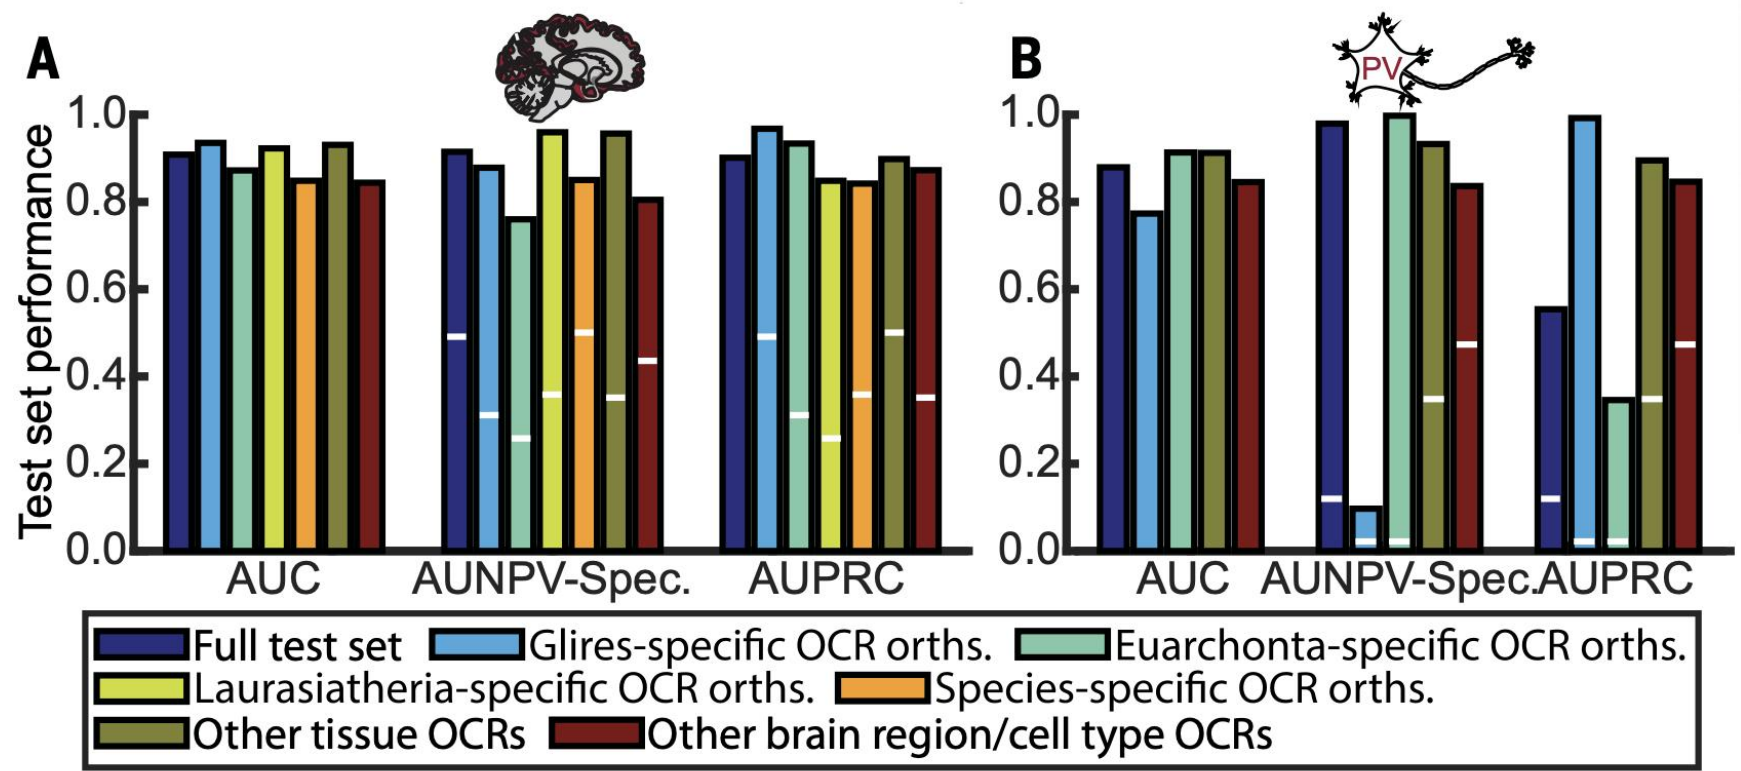 A
B
PV
Test set performance
1.0
0.8
0.6
0.4
0.2
0.0
AUC
AUNPV-Spec.
AUPRC
1.0
0.8
0.6
0.4
0.2
0.0
AUC
AUNPV-Spec.
AUPRC
Full test set
Glires-specific OCR orths.
Euarchonta-specific OCR orths.
Laurasiatheria-specific OCR orths.
Species-specific OCR orths.
Other tissue OCRs
Other brain region/cell type OCRs